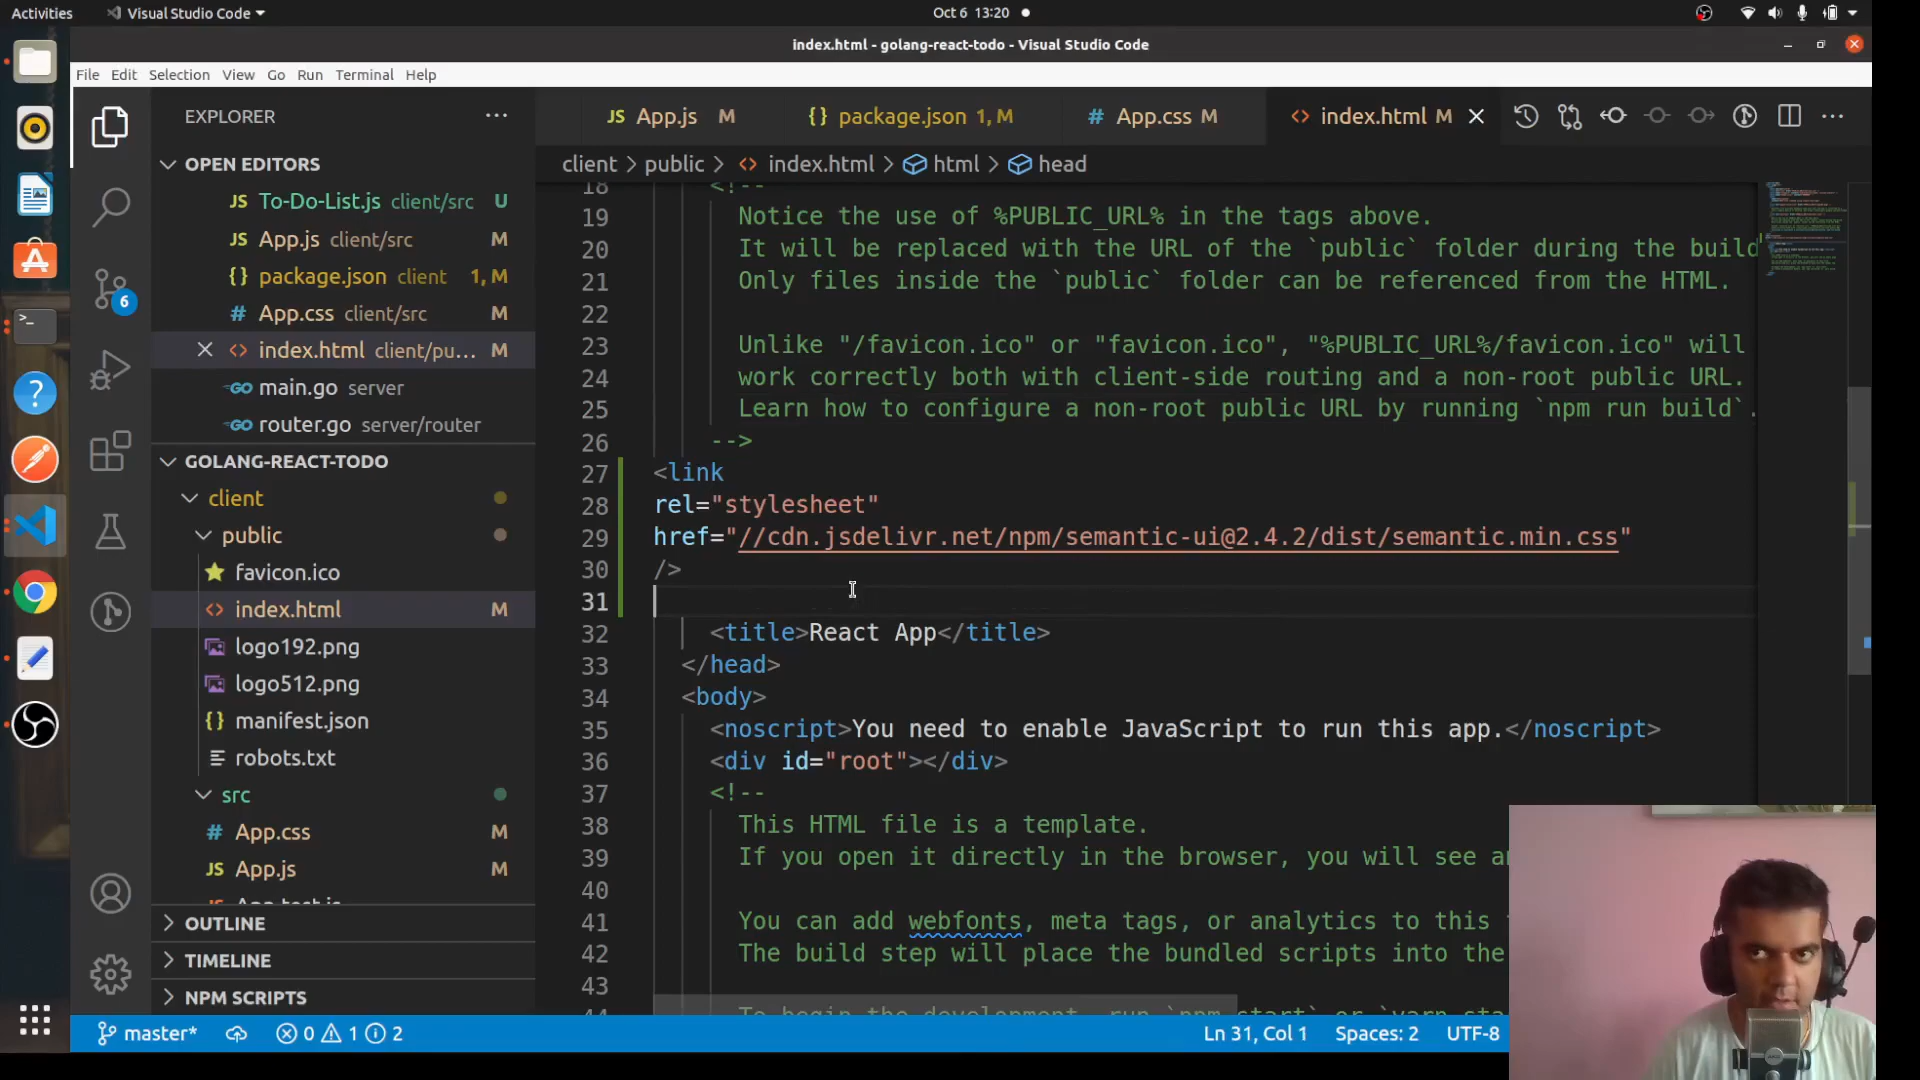 Activities
Visual Studio Code
Oct 6 13:20
index.html - golang-react-todo - Visual Studio Code
File Edit Selection View Go Run Terminal Help
EXPLORER
OPEN EDITORS
JS To-Do-List.js client/src U
JS App.js client/src M
{} package.json client 1, M
# App.css client/src M
<> index.html client/pu... M
GO main.go server
GO router.go server/router
GOLANG-REACT-TODO
client
public
favicon.ico
<> index.html M
logo192.png
logo512.png
{} manifest.json
robots.txt
src
# App.css M
JS App.js M
OUTLINE
TIMELINE
NPM SCRIPTS
6
JS App.js M
{} package.json 1, M
# App.css M
<> index.html M
client > public > <> index.html > html > head
18 <!--
19 Notice the use of %PUBLIC_URL% in the tags above.
20 It will be replaced with the URL of the `public` folder during the build
21 Only files inside the `public` folder can be referenced from the HTML.
22
23 Unlike "/favicon.ico" or "favicon.ico", "%PUBLIC_URL%/favicon.ico" will
24 work correctly both with client-side routing and a non-root public URL.
25 Learn how to configure a non-root public URL by running `npm run build`.
26 -->
27 <link
28 rel="stylesheet"
29 href="//cdn.jsdelivr.net/npm/semantic-ui@2.4.2/dist/semantic.min.css"
30 />
31
32 <title>React App</title>
33 </head>
34 <body>
35 <noscript>You need to enable JavaScript to run this app.</noscript>
36 <div id="root"></div>
37 <!--
38 This HTML file is a template.
39 If you open it directly in the browser, you will see
40
41 You can add webfonts, meta tags, or analytics to this
42 The build step will place the bundled scripts into the
43
44 To begin the development, run `npm start` or `yarn
master*
0 1 2
Ln 31, Col 1
Spaces: 2
UTF-8